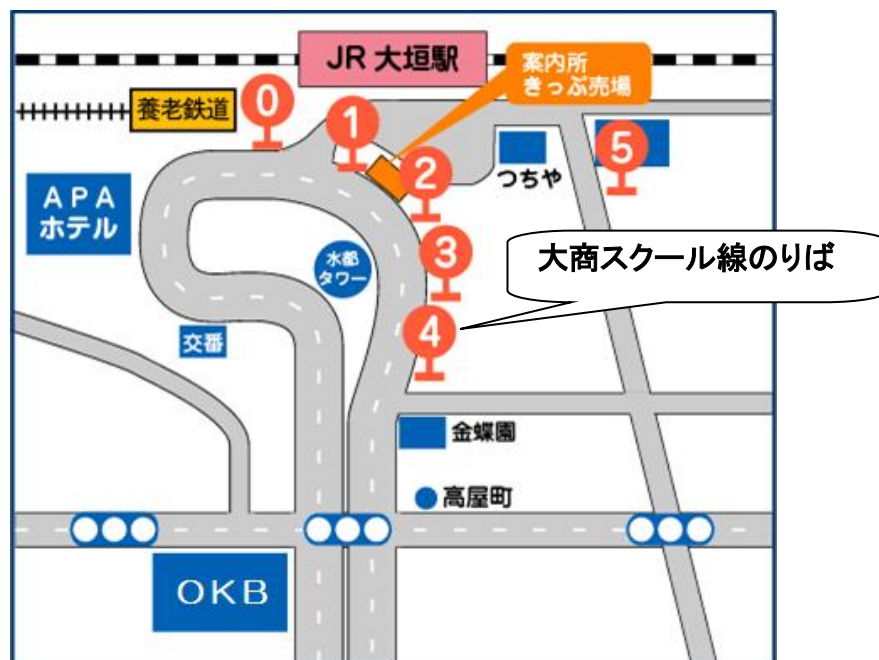 JR 大垣駅
案内所
きっぷ売場
養老鉄道
0
1
2
5
つちや
APA
ホテル
水都
タワー
3
大商スクール線のりば
4
交番
金蝶園
高屋町
OKB